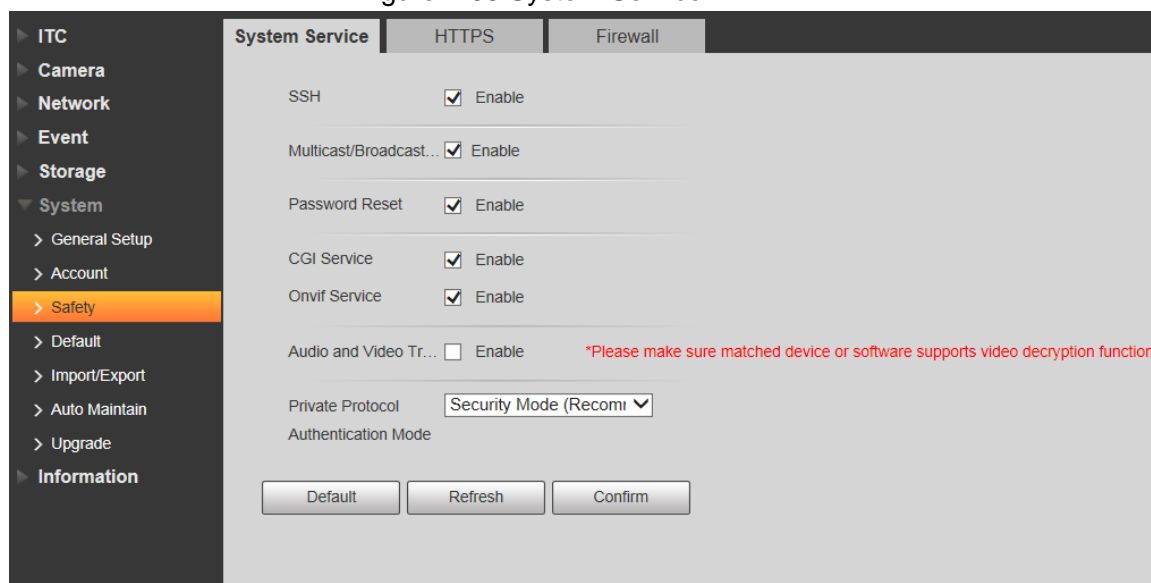 ITC
Camera
Network
Event
Storage
System
General Setup
Account
Safety
Default
Import/Export
Auto Maintain
Upgrade
Information
System Service HTTPS Firewall
SSH Enable
Multicast/Broadcast... Enable
Password Reset Enable
CGI Service Enable
Onvif Service Enable
Audio and Video Tr... Enable *Please make sure matched device or software supports video decryption function
Private Protocol Security Mode (Recom
Authentication Mode
Default Refresh Confirm